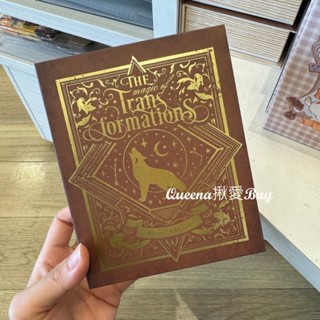 THE
magic of
Trans
formations
Queena揪愛Buy